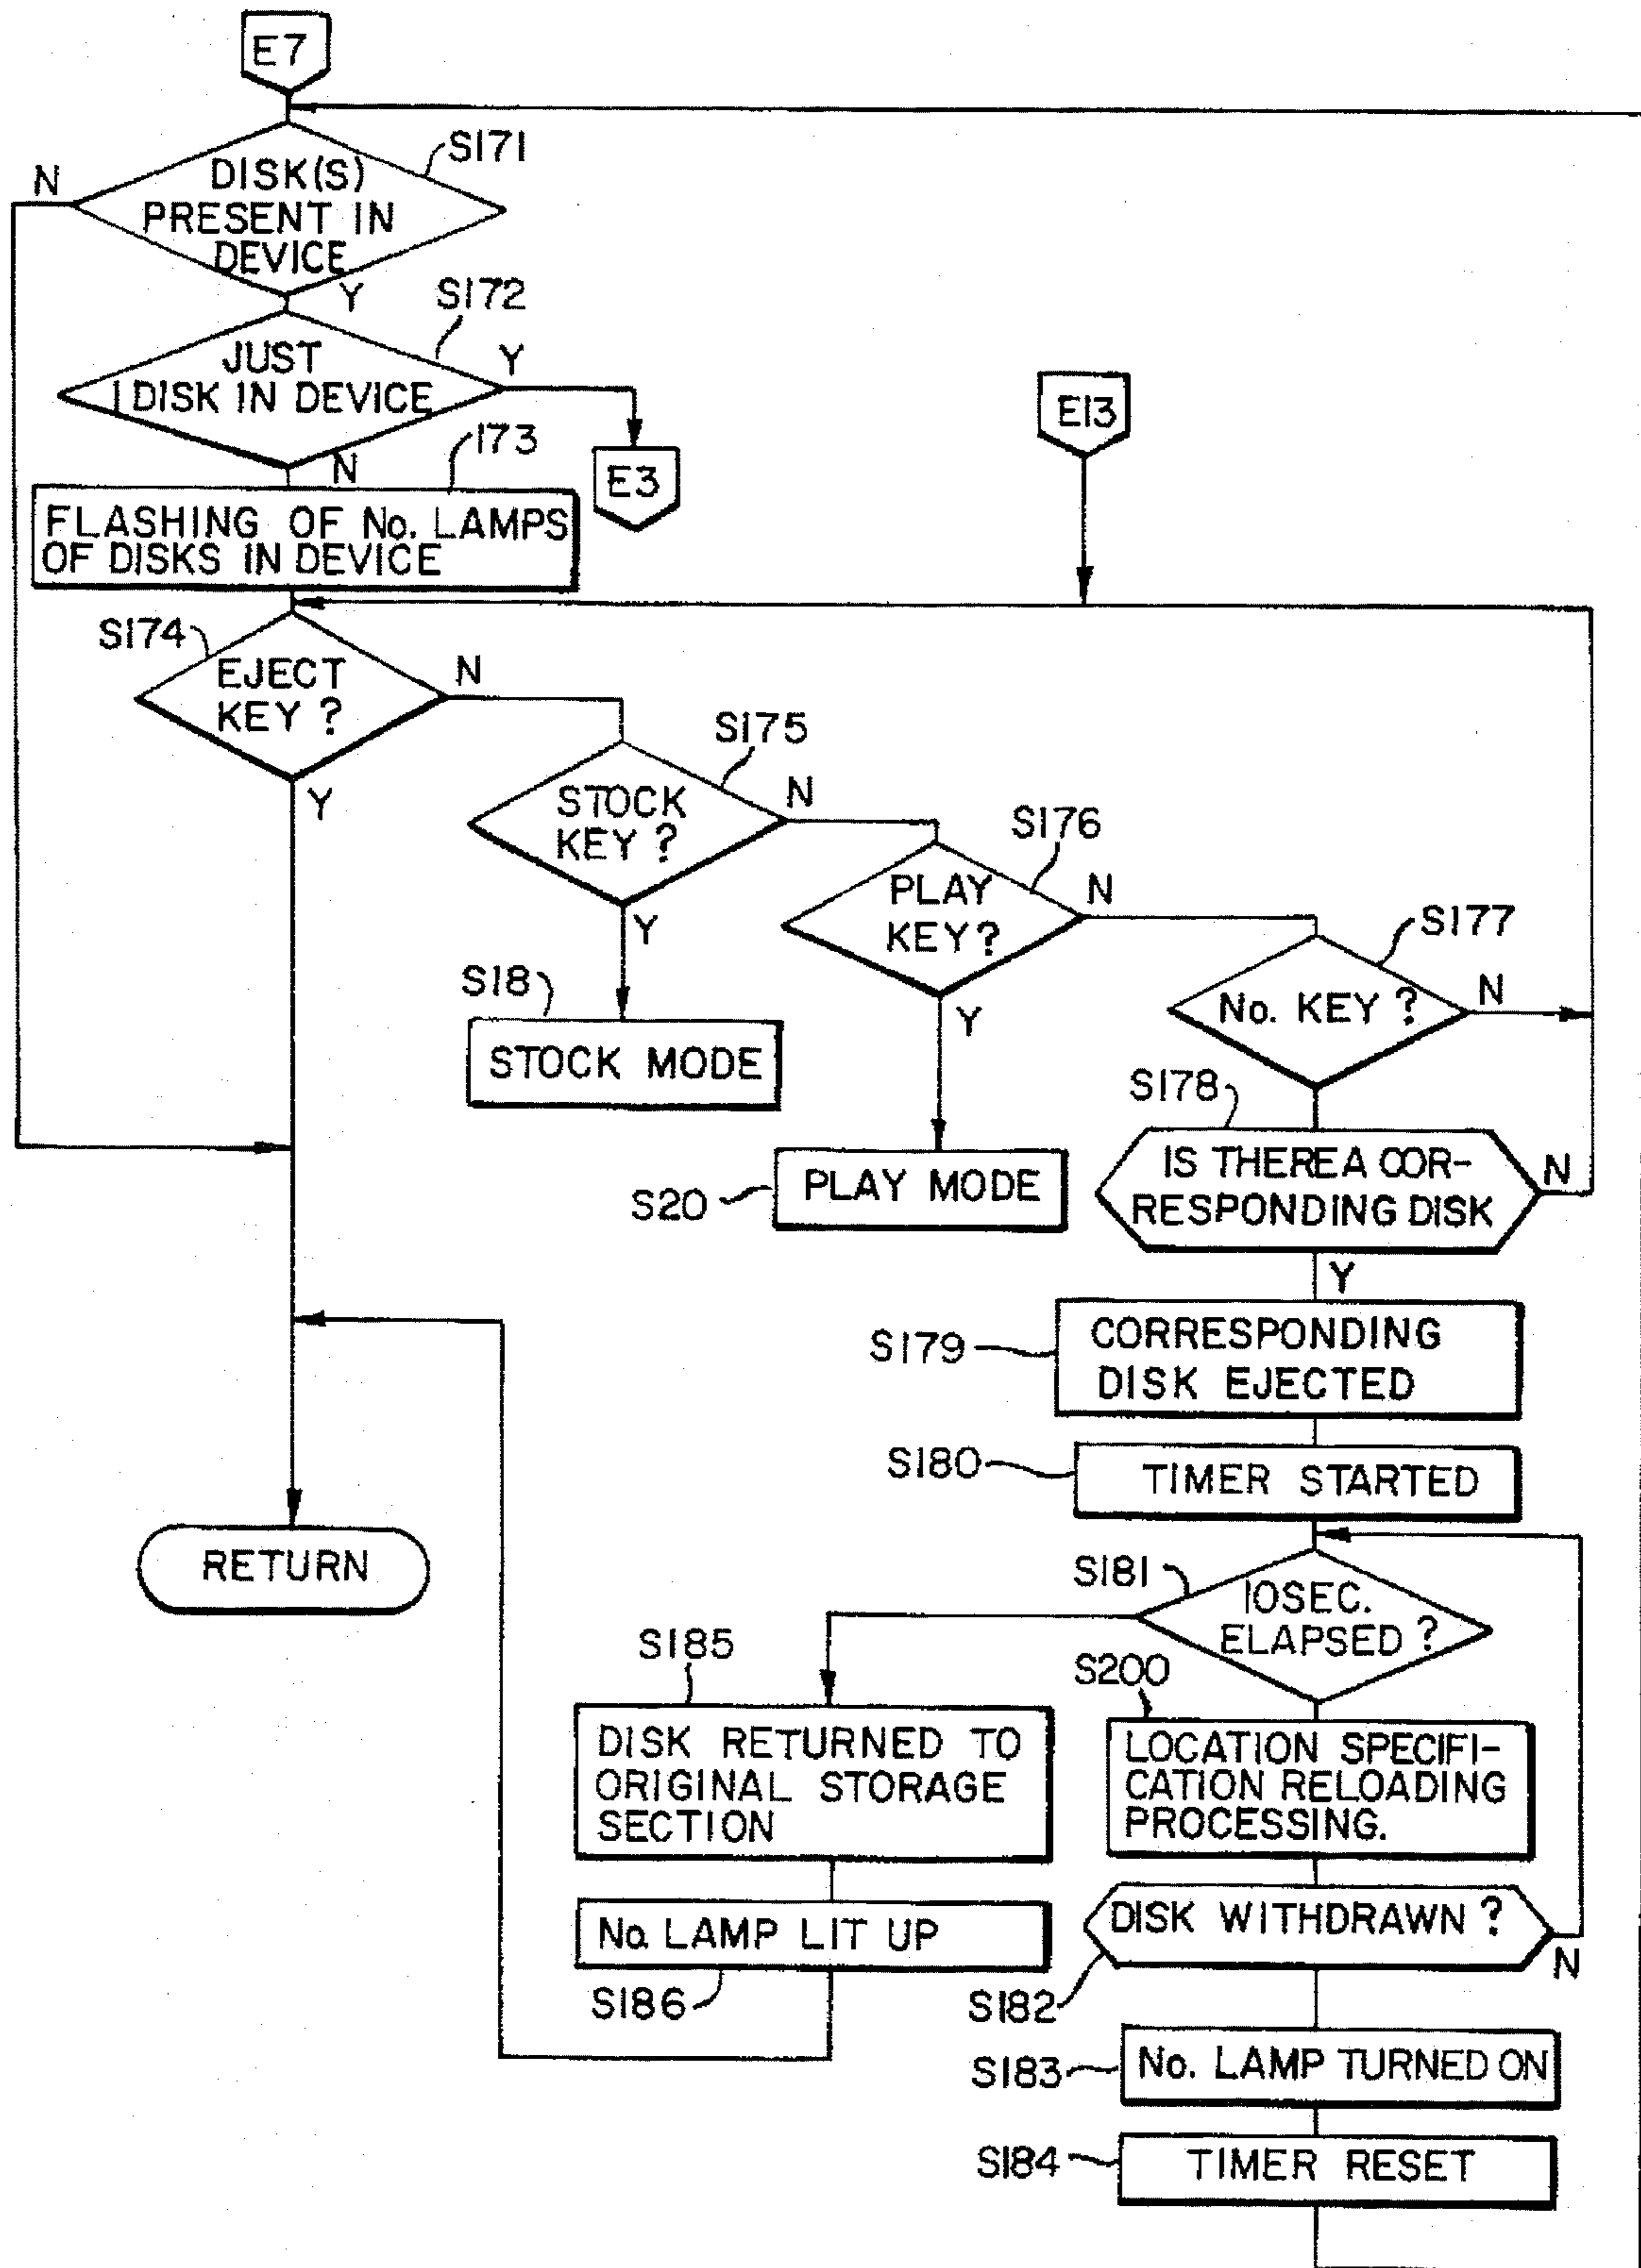 E7
S171
N
DISK(S)
PRESENT IN
DEVICE
Y
S172
JUST
1 DISK IN DEVICE
Y
E13
173
N
E3
FLASHING OF No. LAMPS
OF DISKS IN DEVICE
S174
EJECT
KEY ?
N
Y
S175
STOCK
KEY ?
N
Y
S176
PLAY
KEY?
N
Y
S177
No. KEY ?
N
S18
STOCK MODE
S178
IS THEREA COR-
RESPONDING DISK
N
Y
S20
PLAY MODE
S179
CORRESPONDING
DISK EJECTED
S180
TIMER STARTED
RETURN
S181
10SEC.
ELAPSED ?
S185
DISK RETURNED TO
ORIGINAL STORAGE
SECTION
S200
LOCATION SPECIFI-
CATION RELOADING
PROCESSING.
No. LAMP LIT UP
S186
DISK WITHDRAWN ?
N
S182
S183
No. LAMP TURNED ON
S184
TIMER RESET